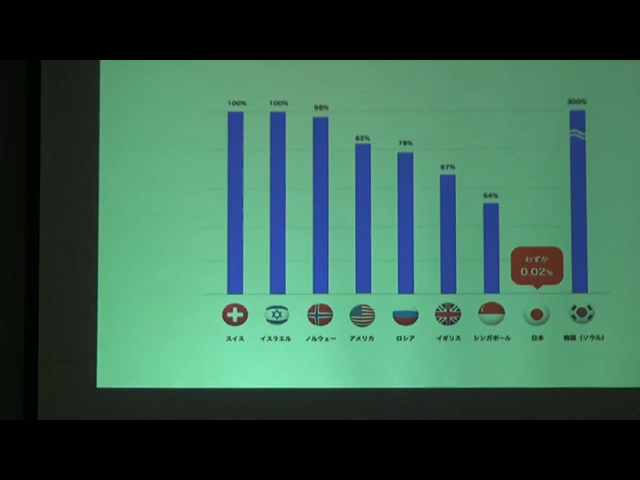 100%
100%
98%
82%
78%
67%
54%
300%
わずか
0.02%
スイス
イスラエル
ノルウェー
アメリカ
ロシア
イギリス
シンガポール
日本
韓国(ソウル)